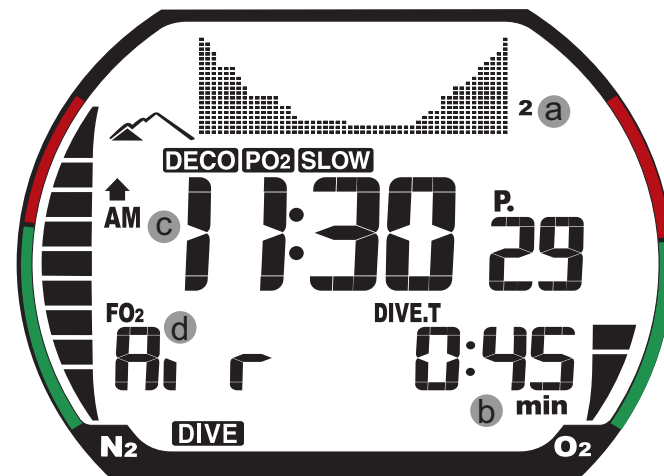 2 a
DECO PO2 SLOW
AM c 11:30 P. 29
FO2 d DIVE.T
Air 0:45
b min
N2 DIVE O2